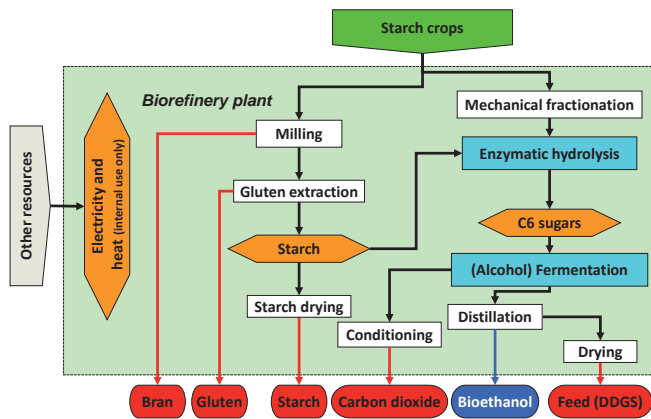 Starch crops
Biorefinery plant
Mechanical fractionation
Milling
Enzymatic hydrolysis
Gluten extraction
Other resources
Electricity and
heat (internal use only)
C6 sugars
Starch
(Alcohol) Fermentation
Starch drying
Distillation
Conditioning
Drying
Bran
Gluten
Starch
Carbon dioxide
Bioethanol
Feed (DDGS)